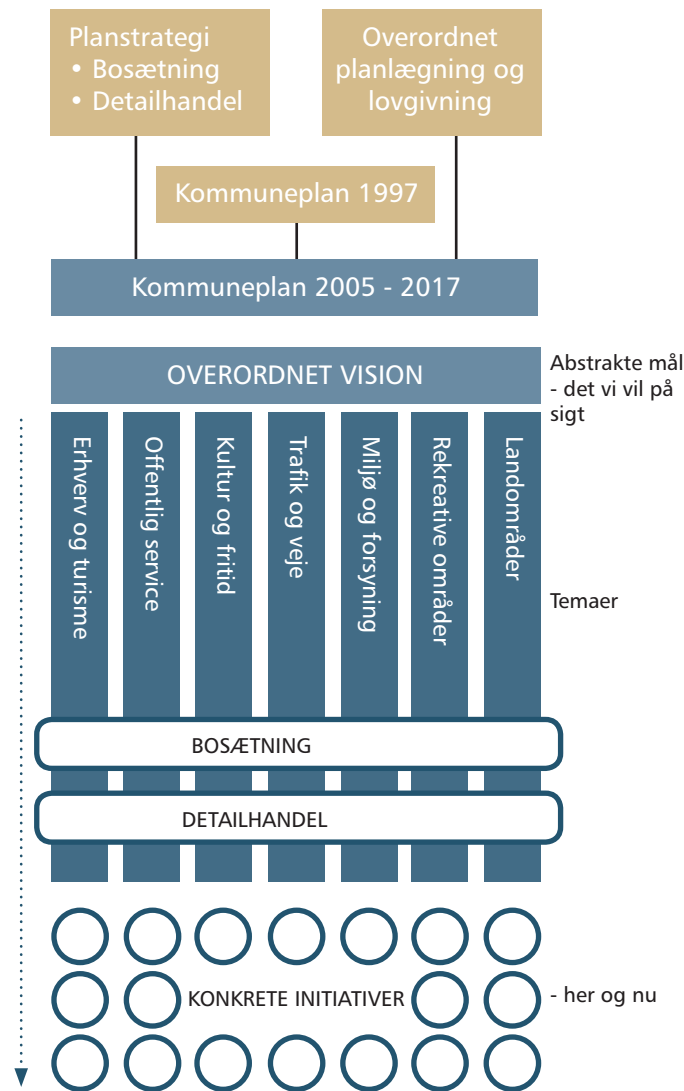 Planstrategi
• Bosætning
• Detailhandel
Overordnet
planlægning og
lovgivning
Kommuneplan 1997
Kommuneplan 2005 - 2017
OVERORDNET VISION
Abstrakte mål
- det vi vil på
sigt
Erhverv og turisme
Offentlig service
Kultur og fritid
Trafik og veje
Miljø og forsyning
Rekreative områder
Landområder
Temaer
BOSÆTNING
DETAILHANDEL
KONKRETE INITIATIVER
- her og nu